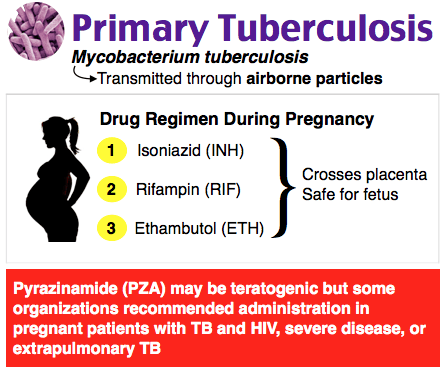 Primary Tuberculosis
Mycobacterium tuberculosis
Transmitted through airborne particles
Drug Regimen During Pregnancy
1 Isoniazid (INH)
2 Rifampin (RIF)
3 Ethambutol (ETH)
Crosses placenta
Safe for fetus
Pyrazinamide (PZA) may be teratogenic but some
organizations recommended administration in
pregnant patients with TB and HIV, severe disease, or
extrapulmonary TB